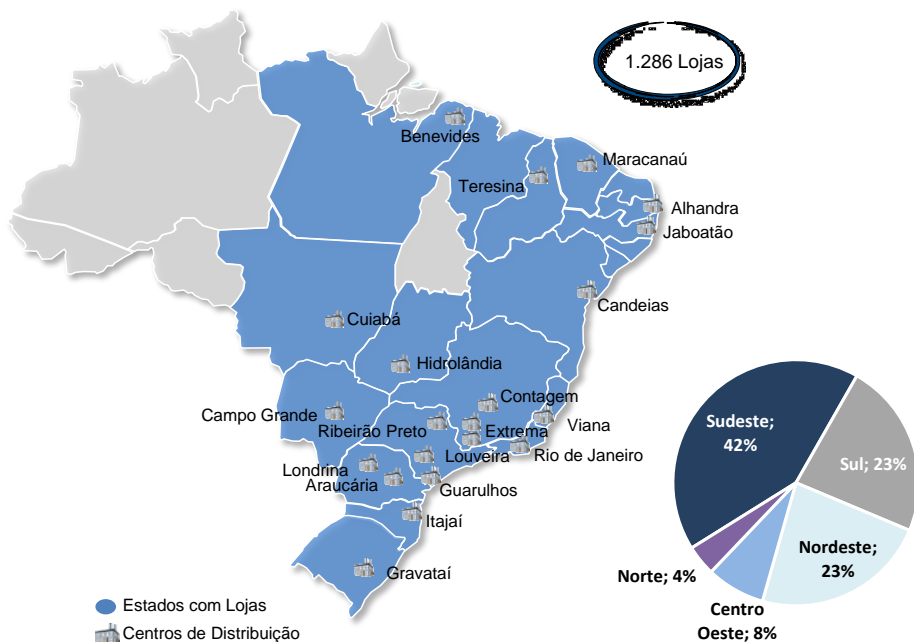 1.286 Lojas
Benevides
Maracanaú
Teresina
Alhandra
Jaboatão
Candeias
Cuiabá
Hidrolândia
Contagem
Campo Grande
Viana
Ribeirão Preto
Extrema
Louveira
Rio de Janeiro
Londrina
Araucária
Guarulhos
Itajaí
Gravataí
Estados com Lojas
Centros de Distribuição
Sudeste;
42%
Sul; 23%
Nordeste;
23%
Norte; 4%
Centro
Oeste; 8%